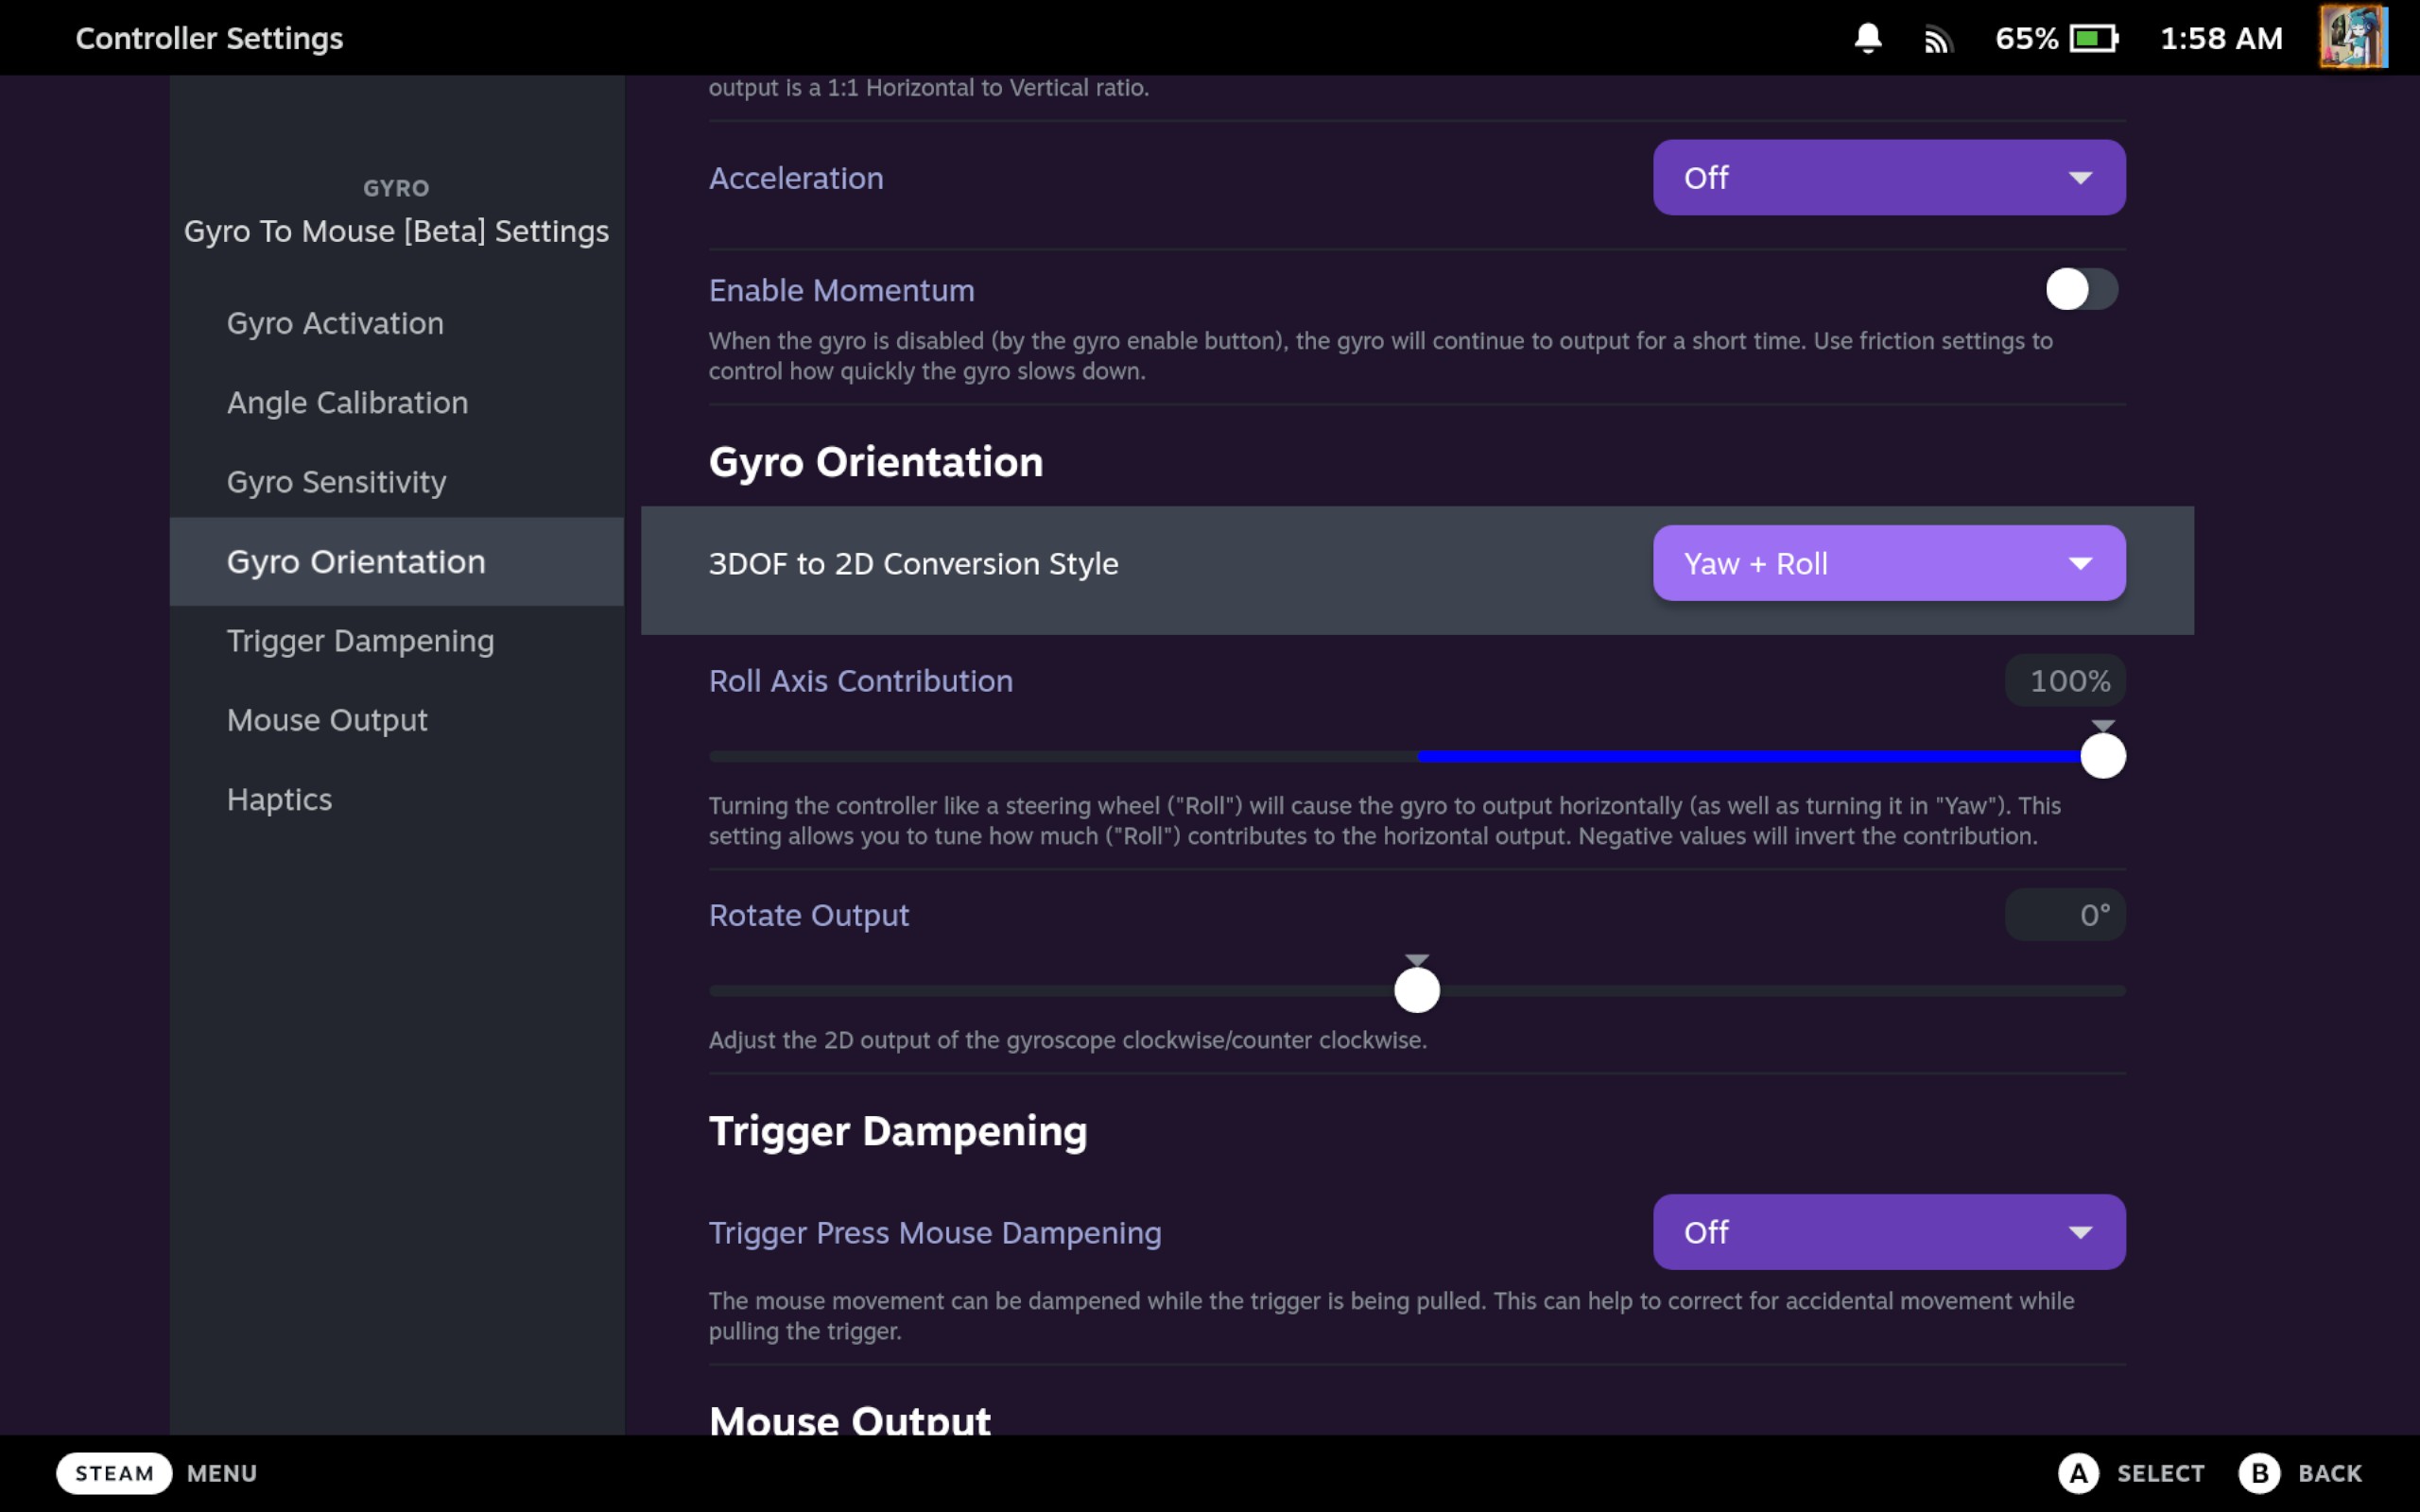 Controller Settings
65%
1:58 AM
GYRO
Gyro To Mouse [Beta] Settings
Gyro Activation
Angle Calibration
Gyro Sensitivity
Gyro Orientation
Trigger Dampening
Mouse Output
Haptics
output is a 1:1 Horizontal to Vertical ratio.
Acceleration
Off
Enable Momentum
When the gyro is disabled (by the gyro enable button), the gyro will continue to output for a short time. Use friction settings to
control how quickly the gyro slows down.
Gyro Orientation
3DOF to 2D Conversion Style
Yaw + Roll
Roll Axis Contribution
100%
Turning the controller like a steering wheel ("Roll") will cause the gyro to output horizontally (as well as turning it in "Yaw"). This
setting allows you to tune how much ("Roll") contributes to the horizontal output. Negative values will invert the contribution.
Rotate Output
0°
Adjust the 2D output of the gyroscope clockwise/counter clockwise.
Trigger Dampening
Trigger Press Mouse Dampening
Off
The mouse movement can be dampened while the trigger is being pulled. This can help to correct for accidental movement while
pulling the trigger.
Mouse Output
STEAM MENU
A SELECT
B BACK